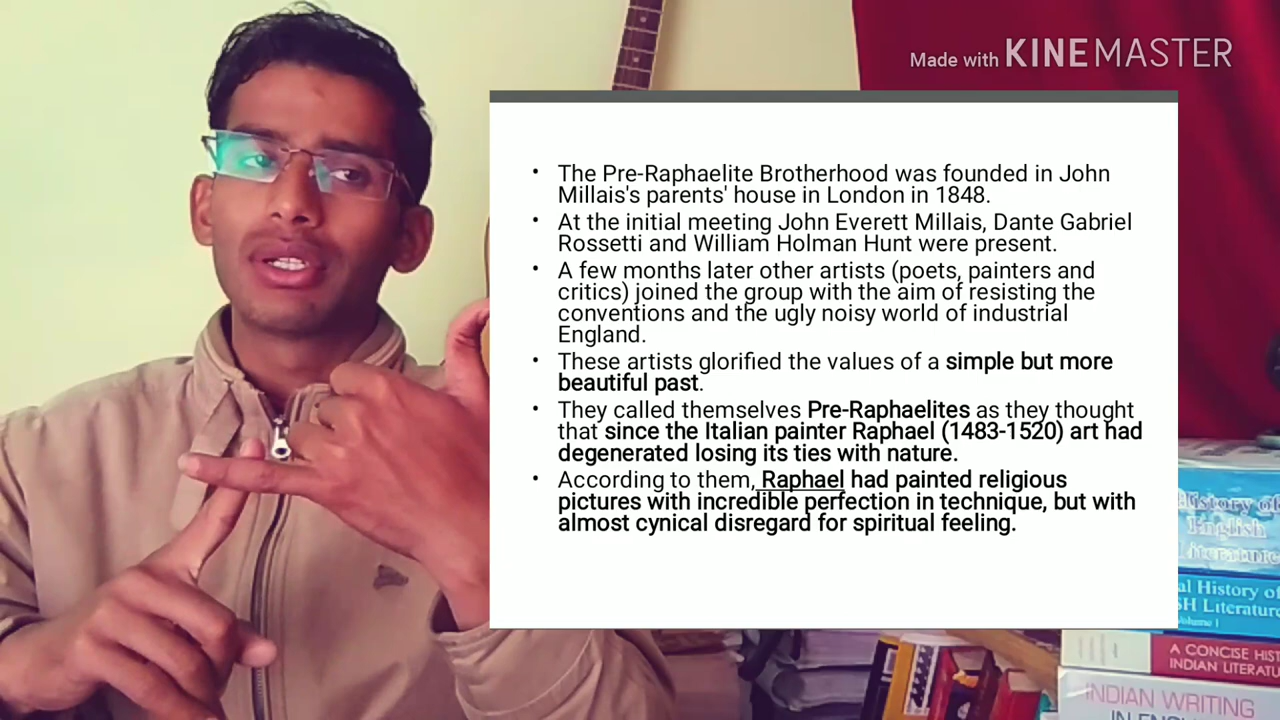 Made with KINEMASTER
• The Pre-Raphaelite Brotherhood was founded in John
Millais's parents' house in London in 1848.
• At the initial meeting John Everett Millais, Dante Gabriel
Rossetti and William Holman Hunt were present.
• A few months later other artists (poets, painters and
critics) joined the group with the aim of resisting the
conventions and the ugly noisy world of industrial
England.
• These artists glorified the values of a simple but more
beautiful past.
• They called themselves Pre-Raphaelites as they thought
that since the Italian painter Raphael (1483-1520) art had
degenerated losing its ties with nature.
• According to them, Raphael had painted religious
pictures with incredible perfection in technique, but with
almost cynical disregard for spiritual feeling.
History of
English
Literature
al History of
SH Literature
Volume 1
A CONCISE HIST
INDIAN LITERATU
INDIAN WRITING
IN EN